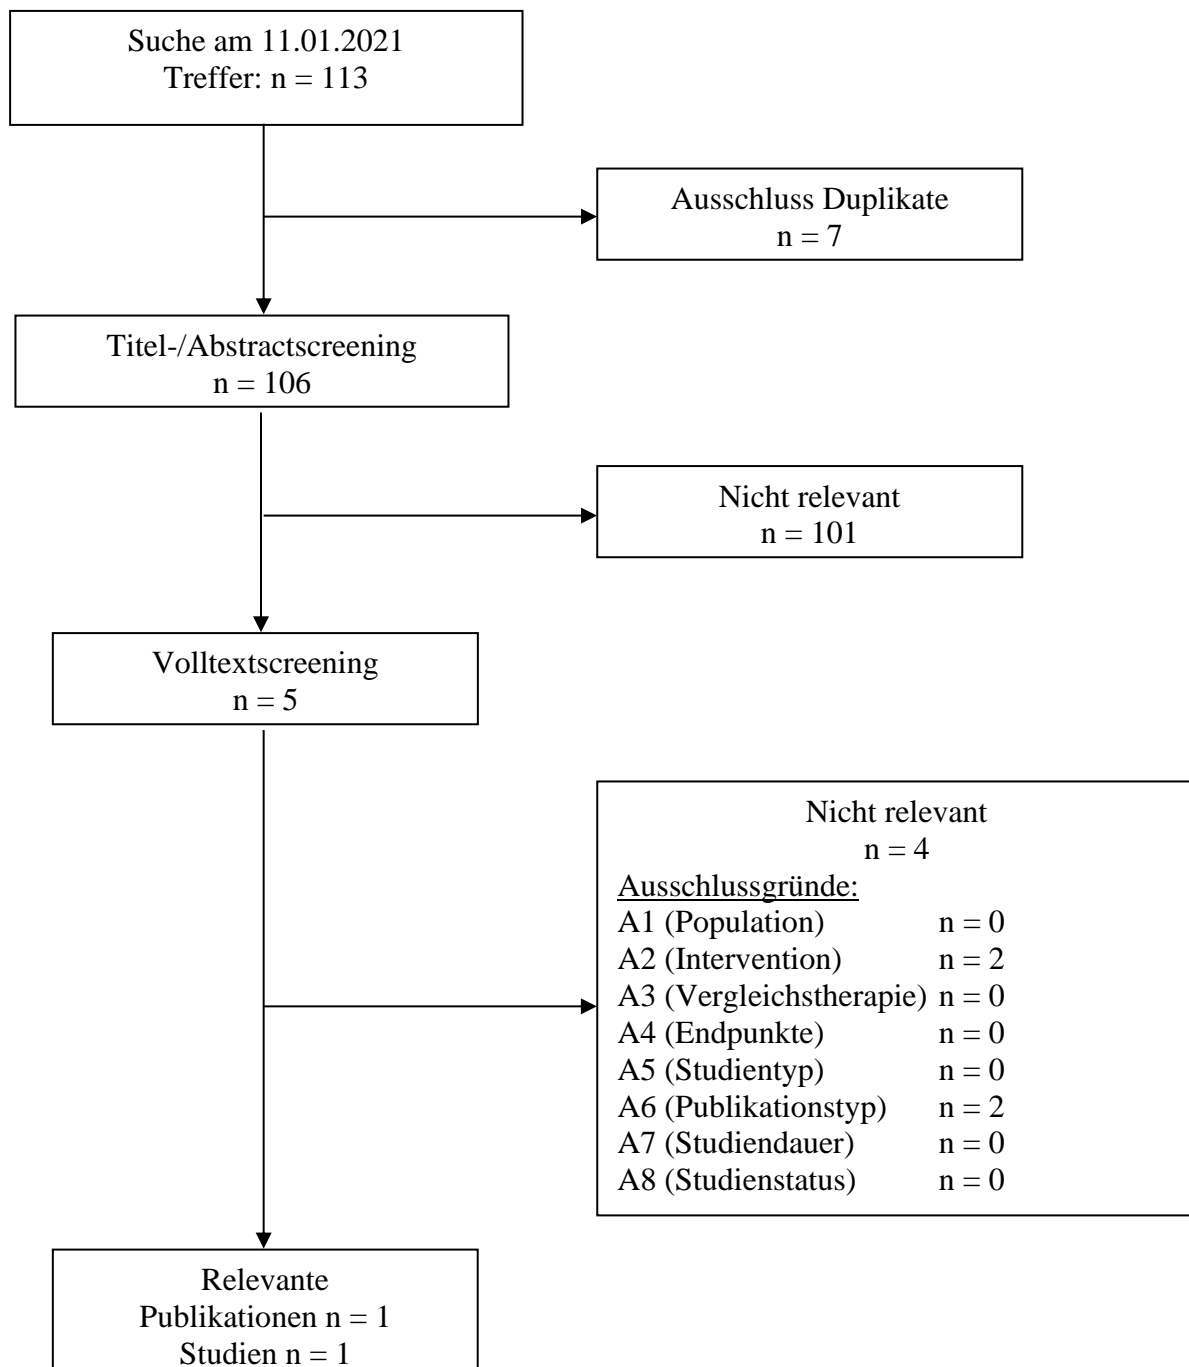 Suche am 11.01.2021
Treffer: n = 113
Ausschluss Duplikate
n = 7
Titel-/Abstractscreening
n = 106
Nicht relevant
n = 101
Volltextscreening
n = 5
Nicht relevant
n = 4
Ausschlussgründe:
A1 (Population) n = 0
A2 (Intervention) n = 2
A3 (Vergleichstherapie) n = 0
A4 (Endpunkte) n = 0
A5 (Studientyp) n = 0
A6 (Publikationstyp) n = 2
A7 (Studiendauer) n = 0
A8 (Studienstatus) n = 0
Relevante
Publikationen n = 1
Studien n = 1